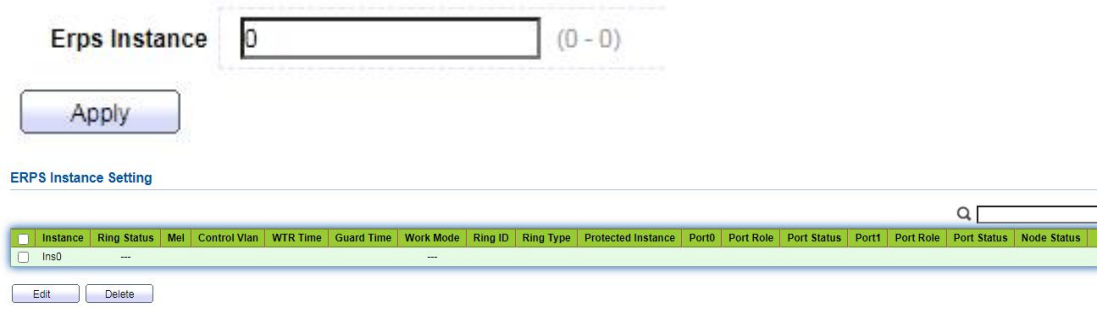 Erps Instance 0 (0 - 0)
Apply
ERPS Instance Setting
Instance Ring Status Mel Control Vlan WTR Time Guard Time Work Mode Ring ID Ring Type Protected Instance Port0 Port Role Port Status Port1 Port Role Port Status Node Status
Ins0 --- ---
Edit Delete